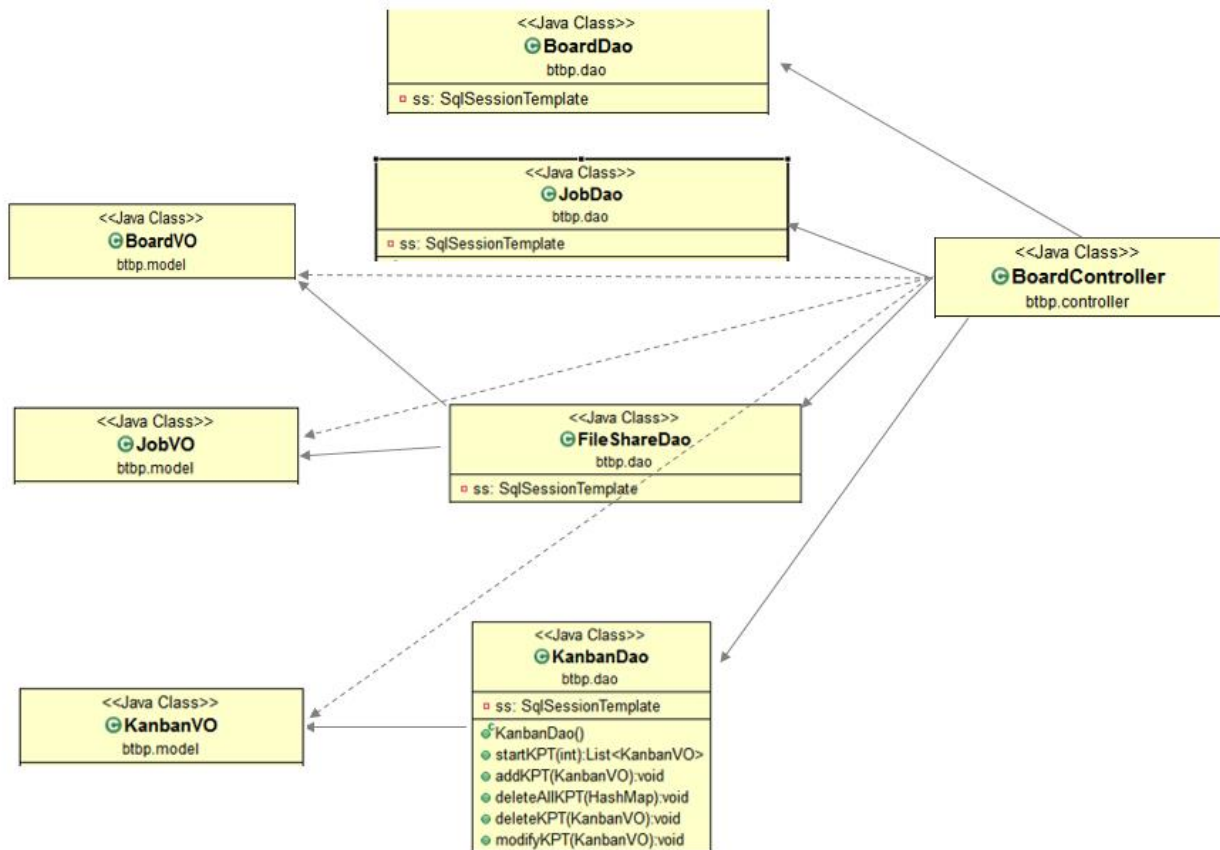 <<Java Class>>
BoardDao
btbp.dao
ss: SqlSessionTemplate
<<Java Class>>
JobDao
btbp.dao
ss: SqlSessionTemplate
<<Java Class>>
BoardVO
btbp.model
<<Java Class>>
BoardController
btbp.controller
<<Java Class>>
JobVO
btbp.model
<<Java Class>>
FileShareDao
btbp.dao
ss: SqlSessionTemplate
<<Java Class>>
KanbanVO
btbp.model
<<Java Class>>
KanbanDao
btbp.dao
ss: SqlSessionTemplate
KanbanDao()
startKPT(int):List<KanbanVO>
addKPT(KanbanVO):void
deleteAllKPT(HashMap):void
deleteKPT(KanbanVO):void
modifyKPT(KanbanVO):void